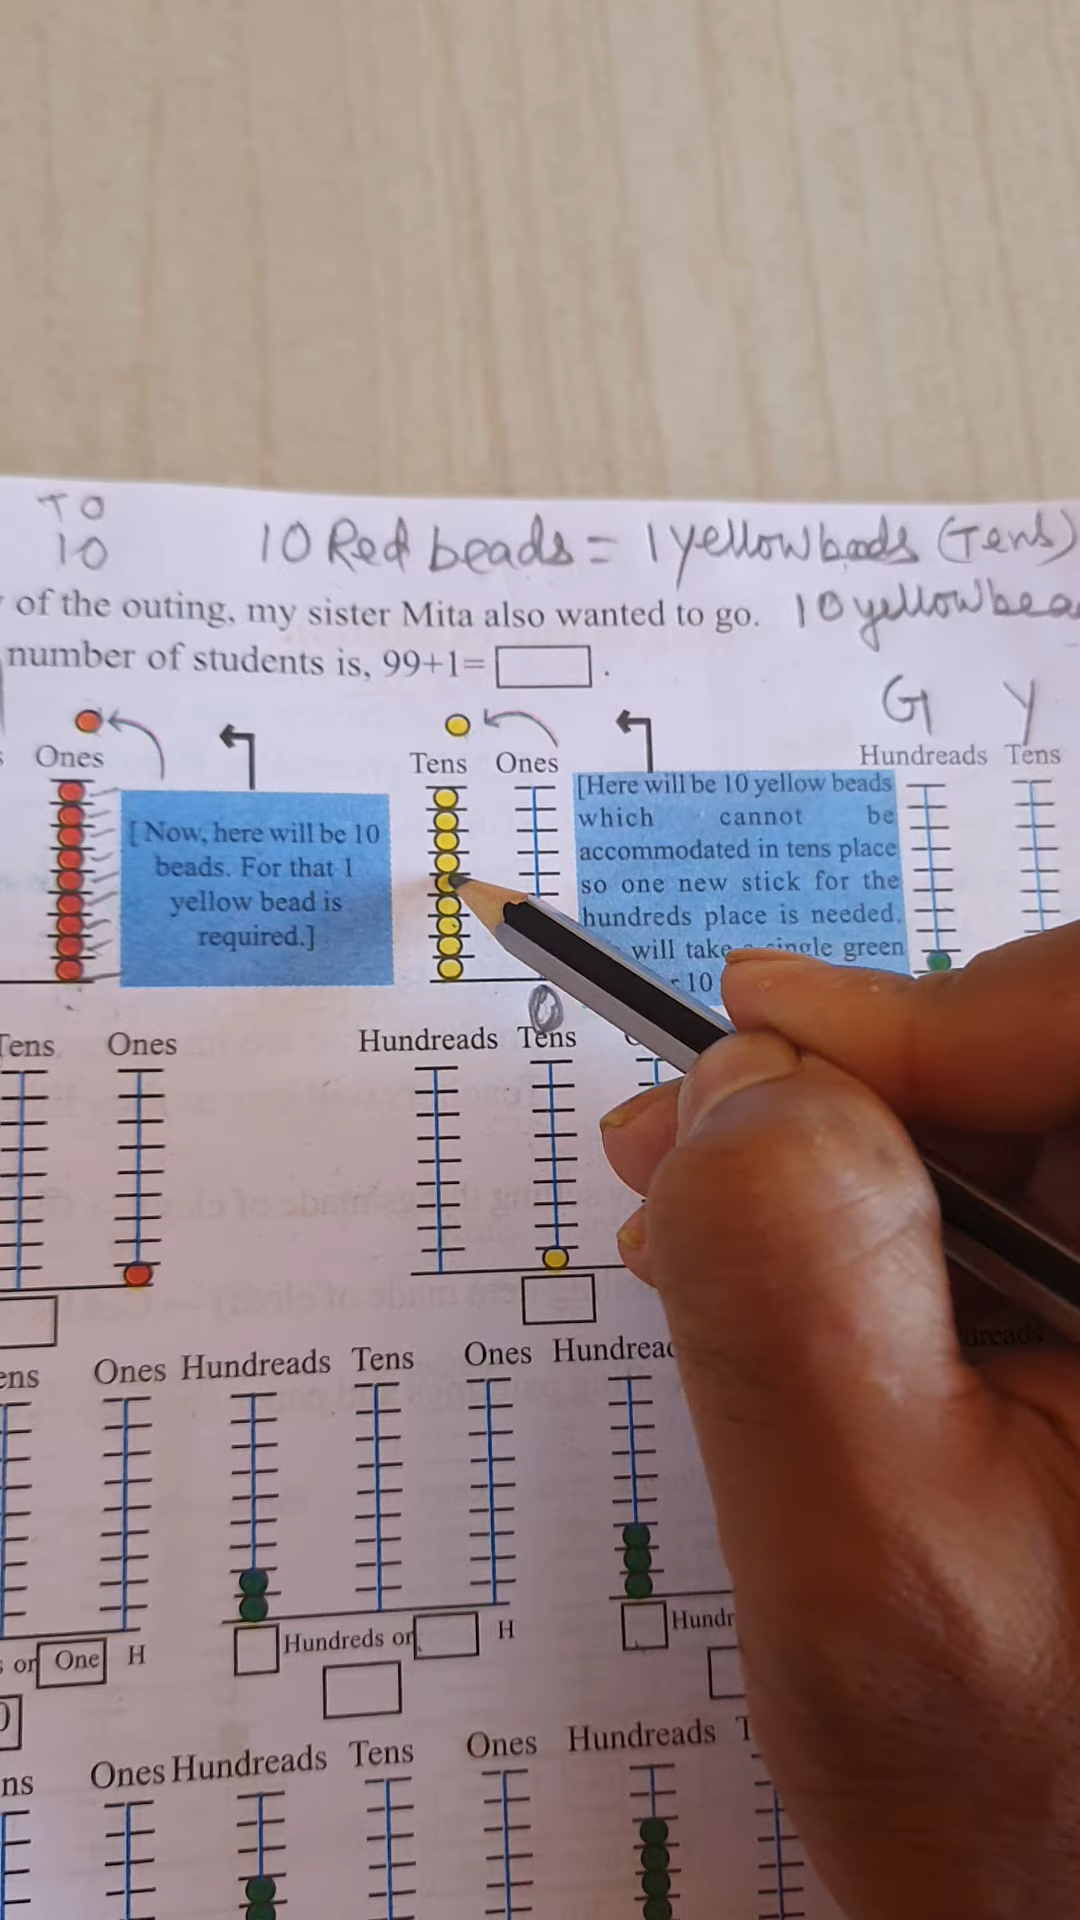 T O
10
10 Red beads = 1 yellow beads (Tens)
of the outing, my sister Mita also wanted to go.
10 yellow bea
number of students is, 99+1=
G Y
Ones
[ Now, here will be 10
beads. For that 1
yellow bead is
required.]
Tens Ones
[Here will be 10 yellow beads
which cannot be
accommodated in tens place
so one new stick for the
hundreds place is needed.
will take a single green
10
Hundreads Tens
0
Tens Ones
Hundreads Tens
ens Ones Hundreads Tens Ones Hundreac
or One H
Hundreds or H
Hundr
ns Ones Hundreads Tens Ones Hundreads T